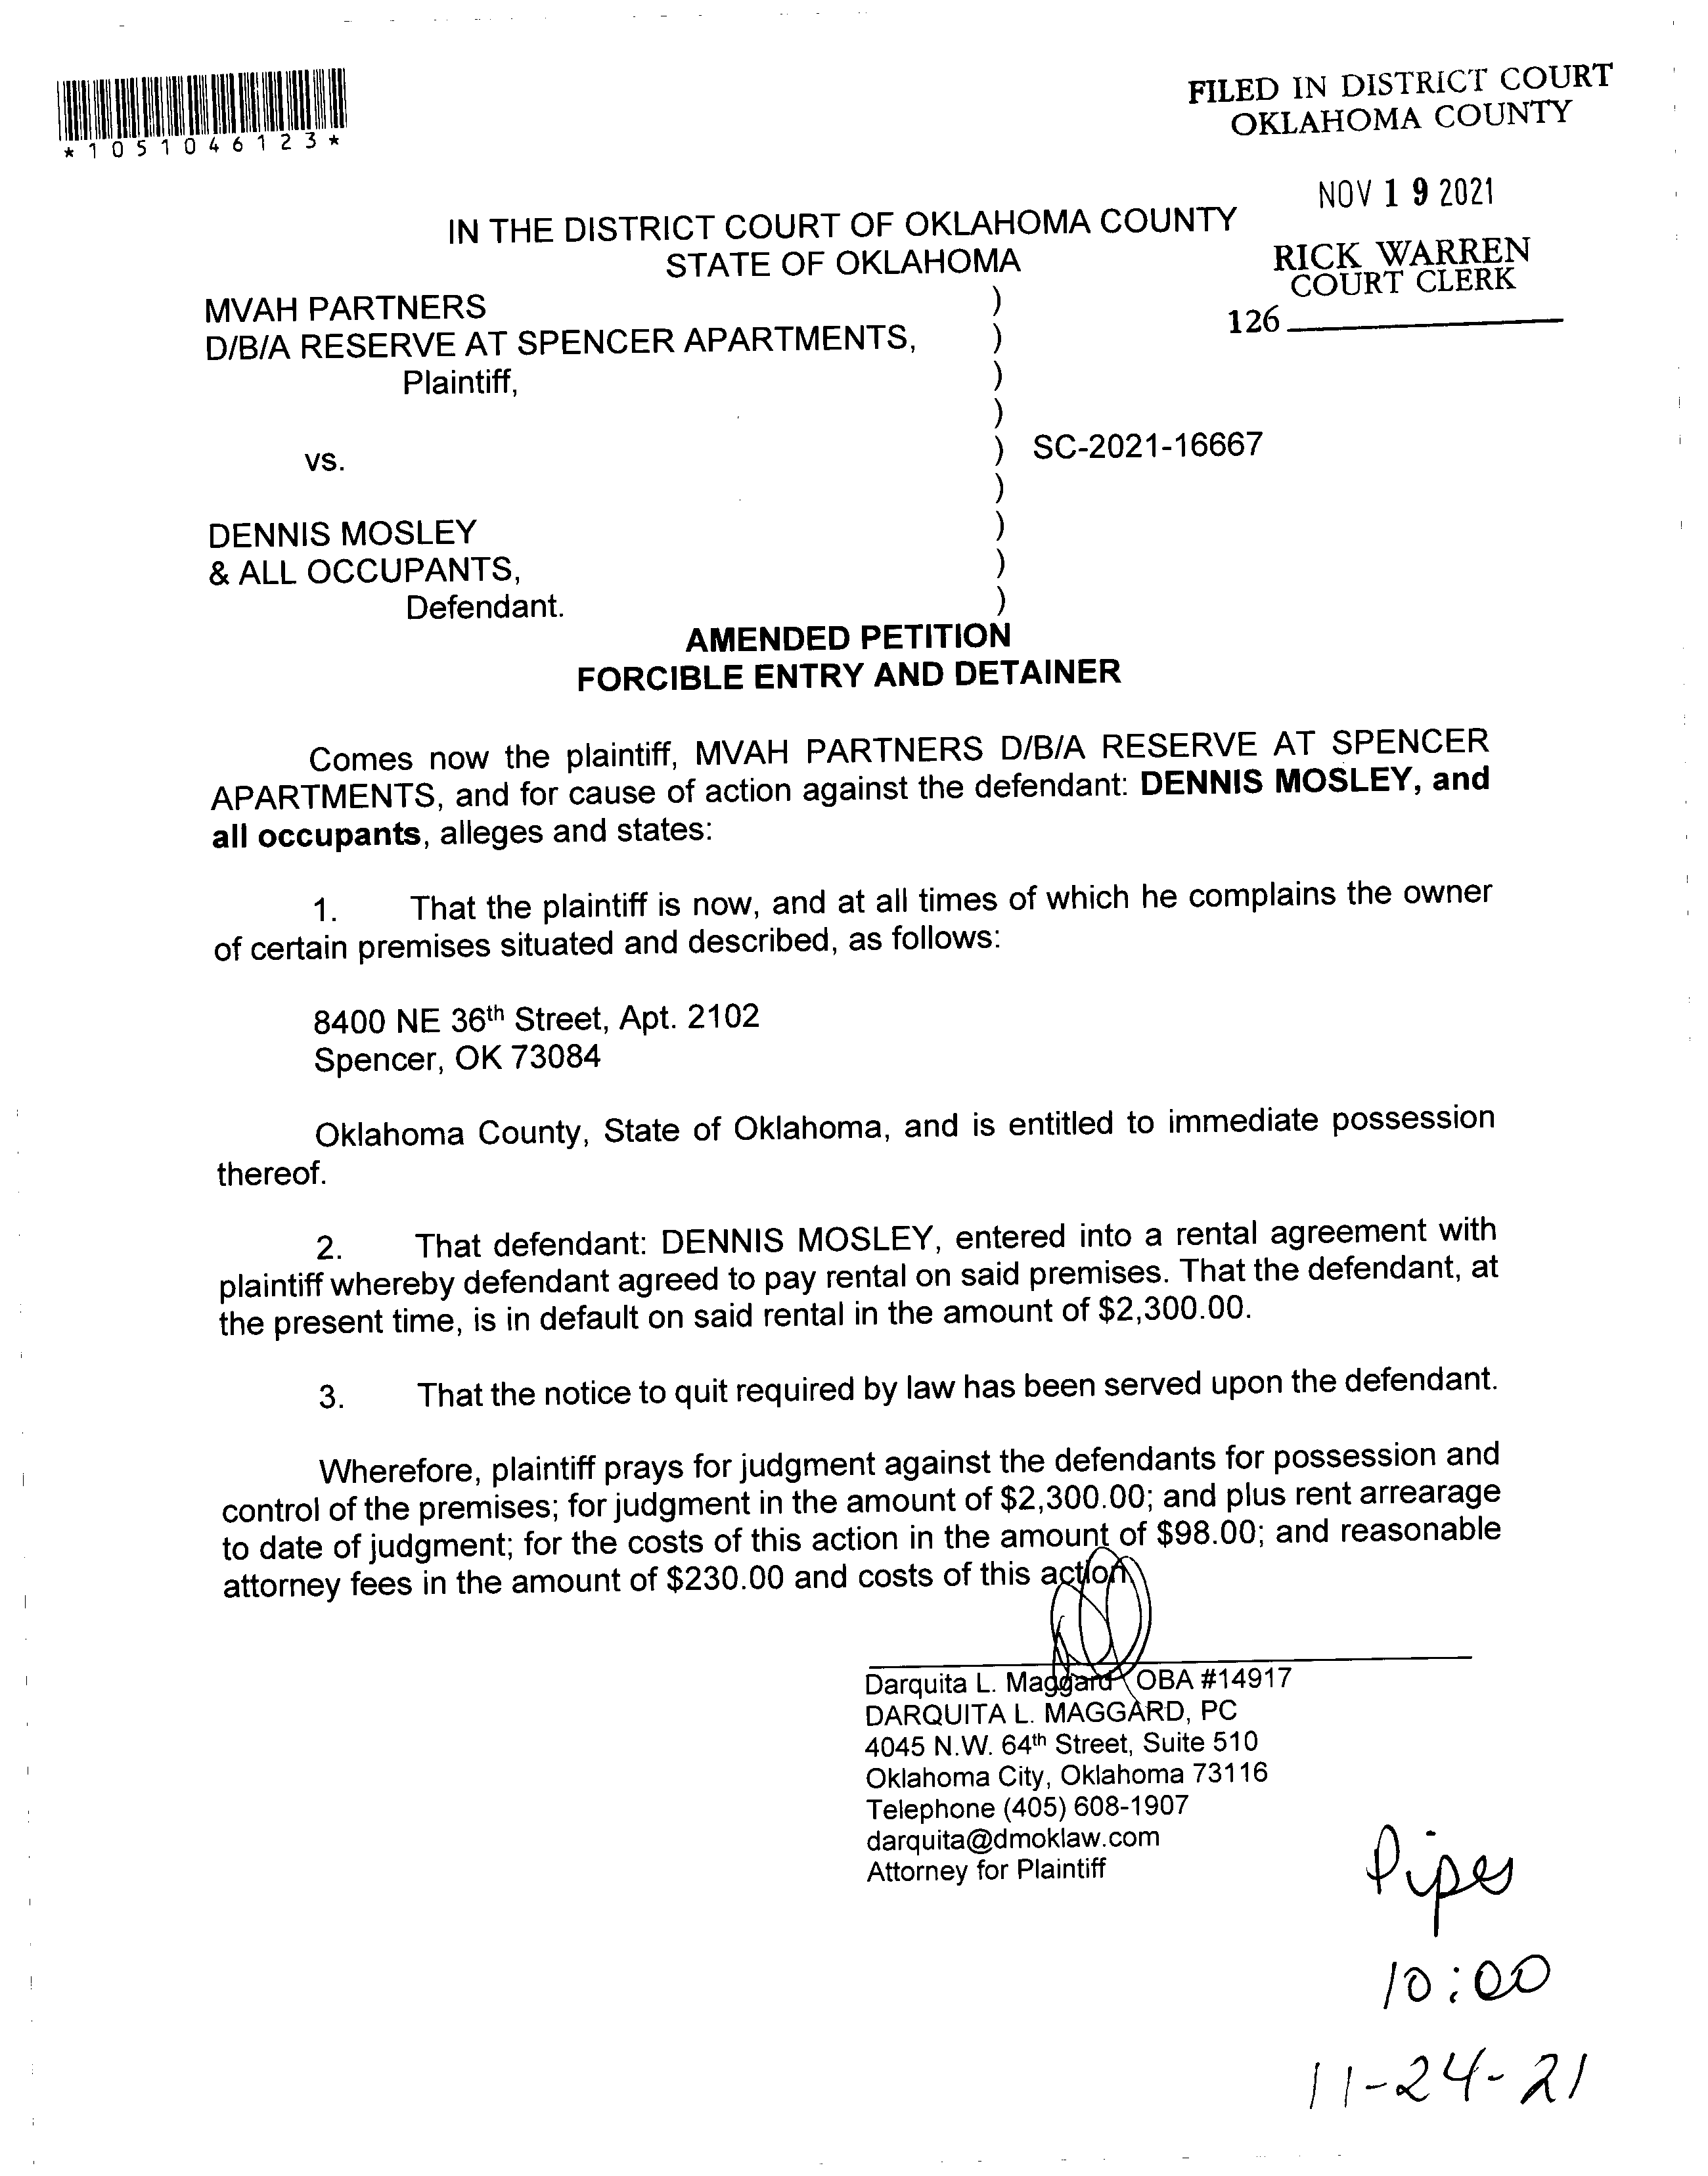 FILED IN DISTRICT COURT
OKLAHOMA COUNTY
*1051046123*
NOV 19 2021
IN THE DISTRICT COURT OF OKLAHOMA COUNTY
STATE OF OKLAHOMA
RICK WARREN
COURT CLERK
126
MVAH PARTNERS )
D/B/A RESERVE AT SPENCER APARTMENTS, )
Plaintiff, )
)
vs. ) SC-2021-16667
)
DENNIS MOSLEY )
& ALL OCCUPANTS, )
Defendant. )
AMENDED PETITION
FORCIBLE ENTRY AND DETAINER
Comes now the plaintiff, MVAH PARTNERS D/B/A RESERVE AT SPENCER
APARTMENTS, and for cause of action against the defendant: DENNIS MOSLEY, and
all occupants, alleges and states:
1. That the plaintiff is now, and at all times of which he complains the owner
of certain premises situated and described, as follows:
8400 NE 36th Street, Apt. 2102
Spencer, OK 73084
Oklahoma County, State of Oklahoma, and is entitled to immediate possession
thereof.
2. That defendant: DENNIS MOSLEY, entered into a rental agreement with
plaintiff whereby defendant agreed to pay rental on said premises. That the defendant, at
the present time, is in default on said rental in the amount of $2,300.00.
3. That the notice to quit required by law has been served upon the defendant.
Wherefore, plaintiff prays for judgment against the defendants for possession and
control of the premises; for judgment in the amount of $2,300.00; and plus rent arrearage
to date of judgment; for the costs of this action in the amount of $98.00; and reasonable
attorney fees in the amount of $230.00 and costs of this action.
Darquita L. Maggard OBA #14917
DARQUITA L. MAGGARD, PC
4045 N.W. 64th Street, Suite 510
Oklahoma City, Oklahoma 73116
Telephone (405) 608-1907
darquita@dmoklaw.com
Attorney for Plaintiff
Pipes
10:00
11-24-21